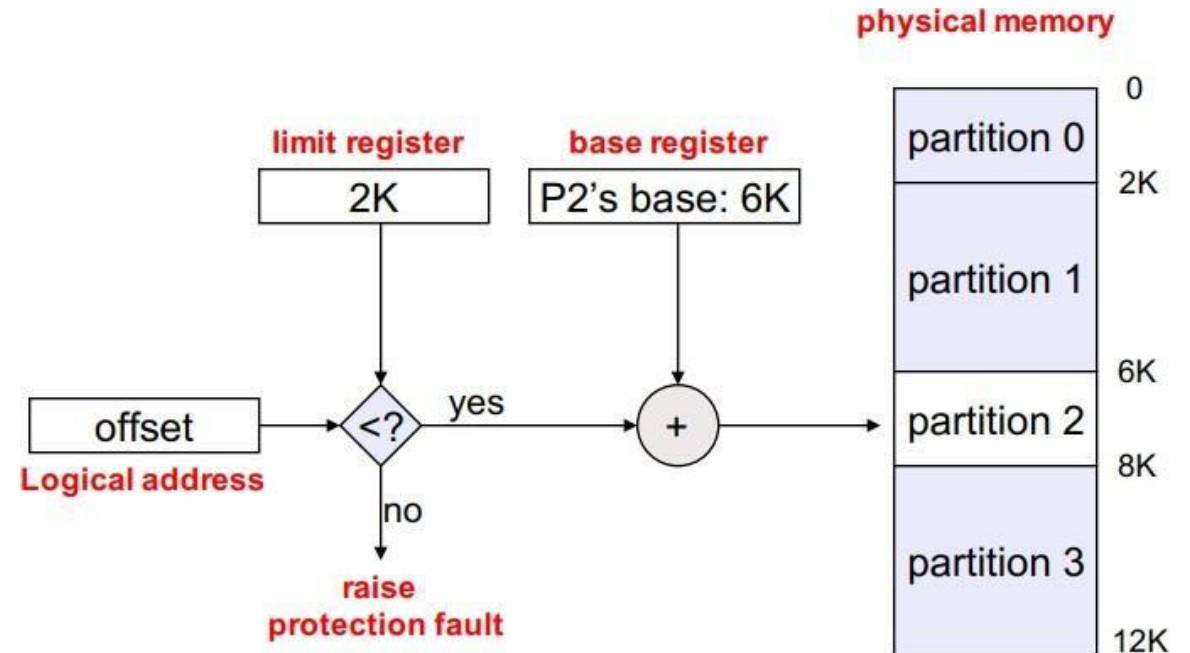 physical memory
0
limit register
base register
partition 0
2K
P2's base: 6K
2K
partition 1
6K
offset
<?
yes
+
partition 2
Logical address
8K
no
partition 3
raise
protection fault
12K